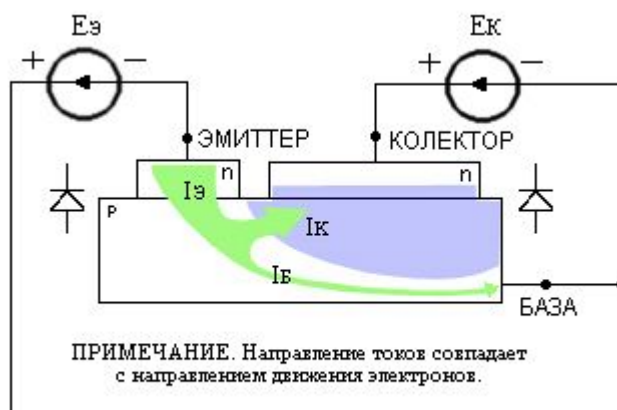 Eэ
Eк
+
−
+
−
ЭМИТТЕР
КОЛЕКТОР
n
n
p
Iэ
Iк
Iб
БАЗА
ПРИМЕЧАНИЕ. Направление токов совпадает
с направлением движения электронов.